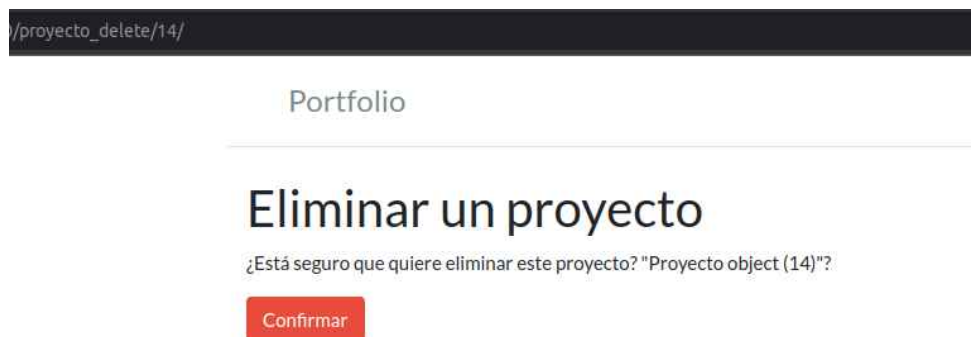 /proyecto_delete/14/
Portfolio
Eliminar un proyecto
¿Está seguro que quiere eliminar este proyecto? "Proyecto object (14)"?
Confirmar